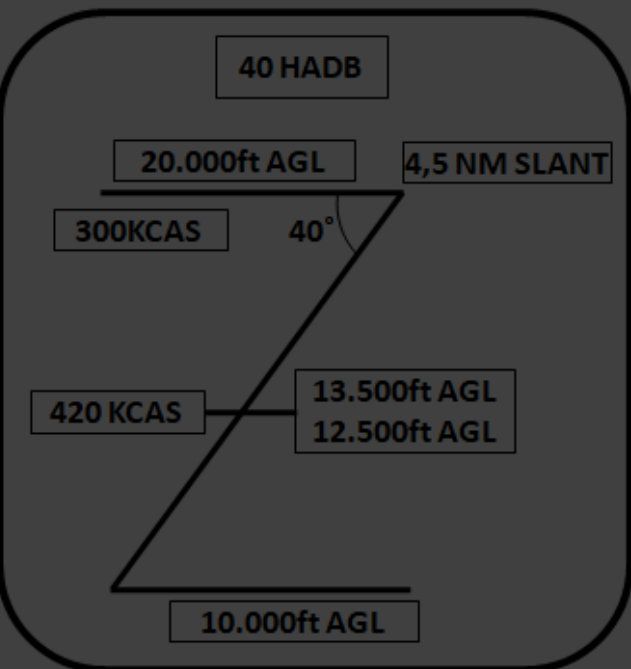 40 HADB
20.000ft AGL
4,5 NM SLANT
300KCAS
40°
420 KCAS
13.500ft AGL
12.500ft AGL
10.000ft AGL